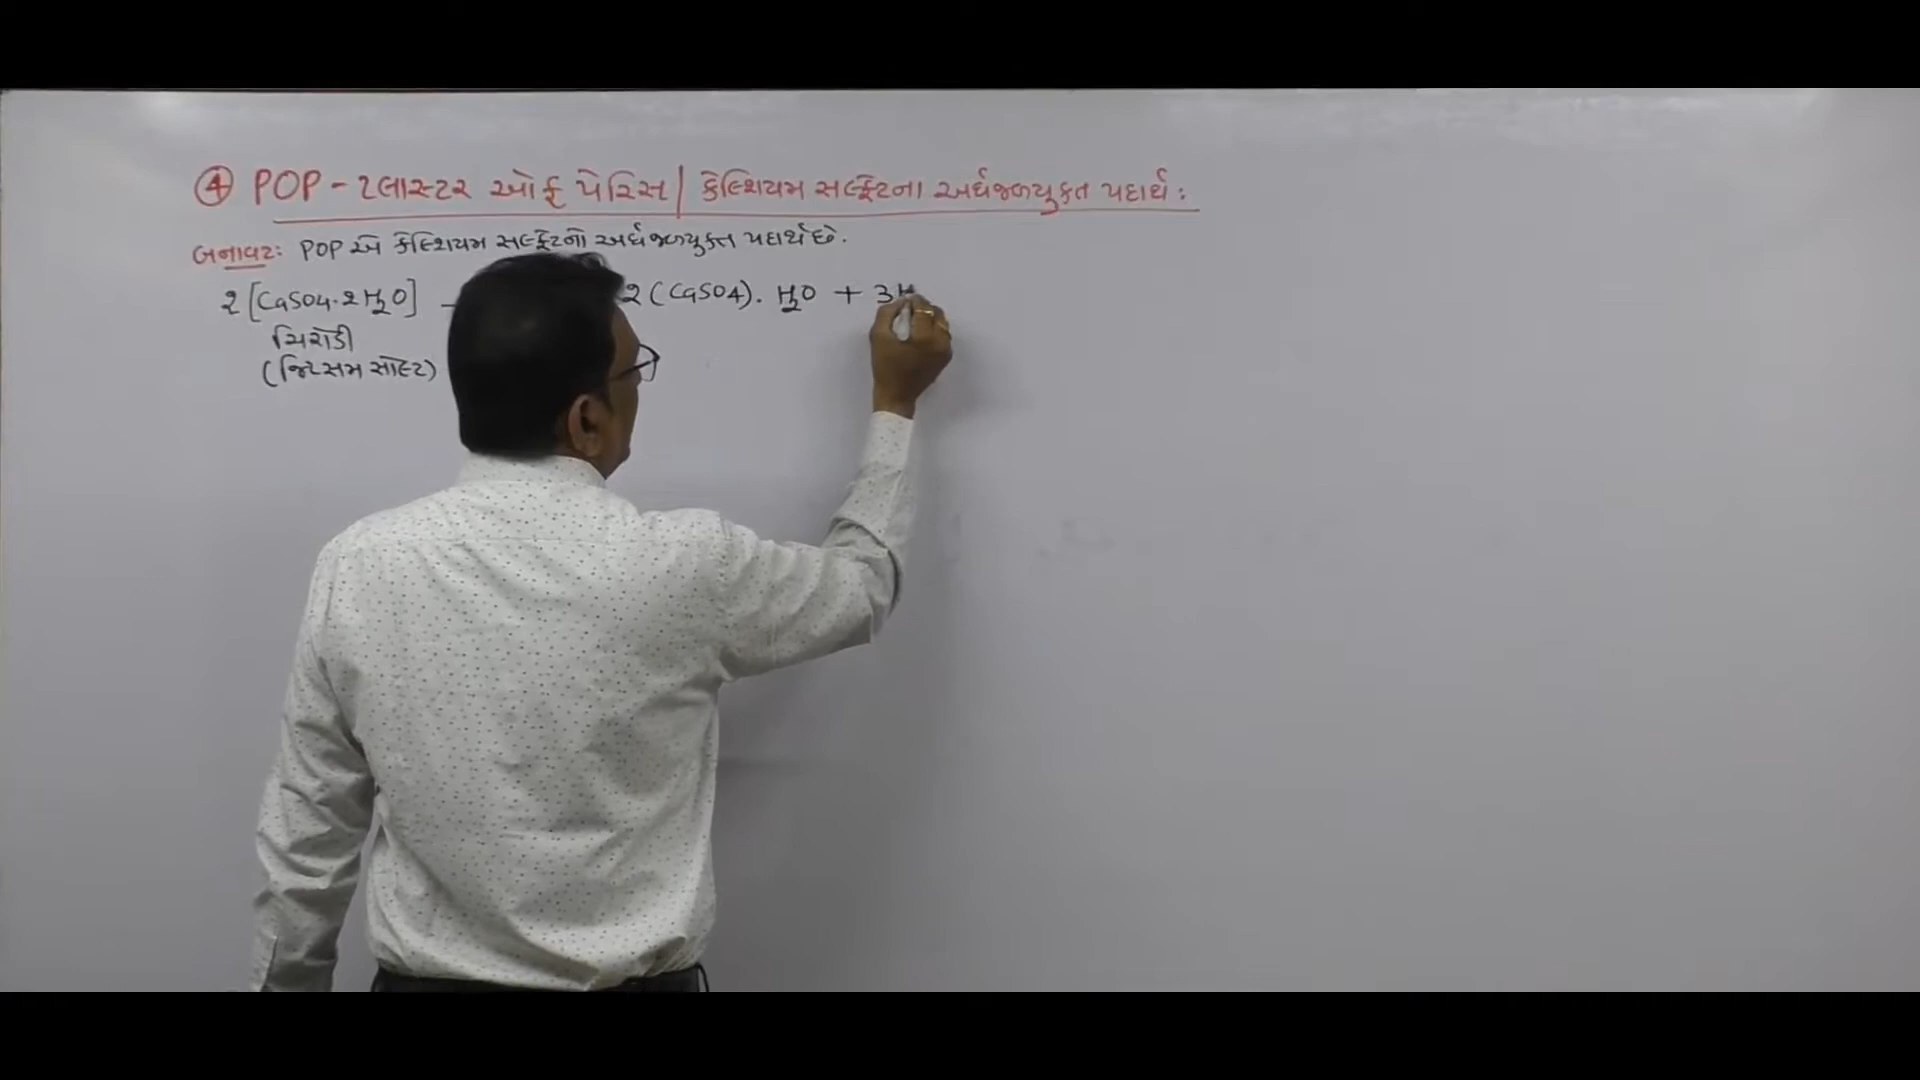 ④ POP - પ્લાસ્ટર ઓફ પેરિસ / કેલ્શિયમ સલ્ફેટના અર્ધજળયુક્ત પદાર્થ :
બનાવટ: POP એ કેલ્શિયમ સલ્ફેટનો અર્ધજળયુક્ત પદાર્થ છે.
2 [CaSO4·2H2O] 2 (CaSO4). H2O + 3H
ચિરોડી
(જિપ્સમ સોલ્ટ)